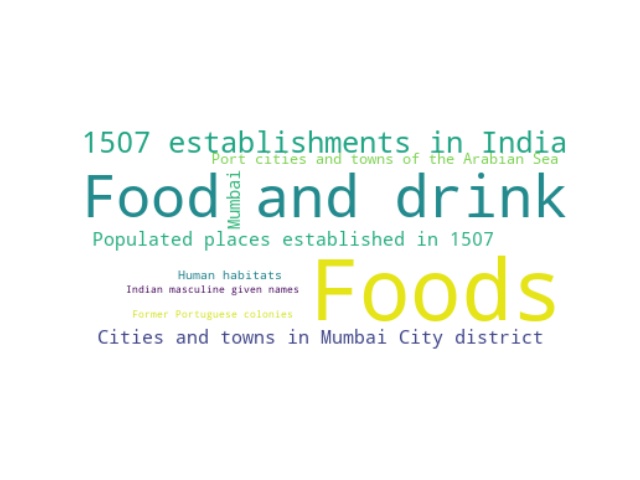 1507 establishments in India
Port cities and towns of the Arabian Sea
Food and drink
Mumbai
Populated places established in 1507
Human habitats
Foods
Indian masculine given names
Former Portuguese colonies
Cities and towns in Mumbai City district